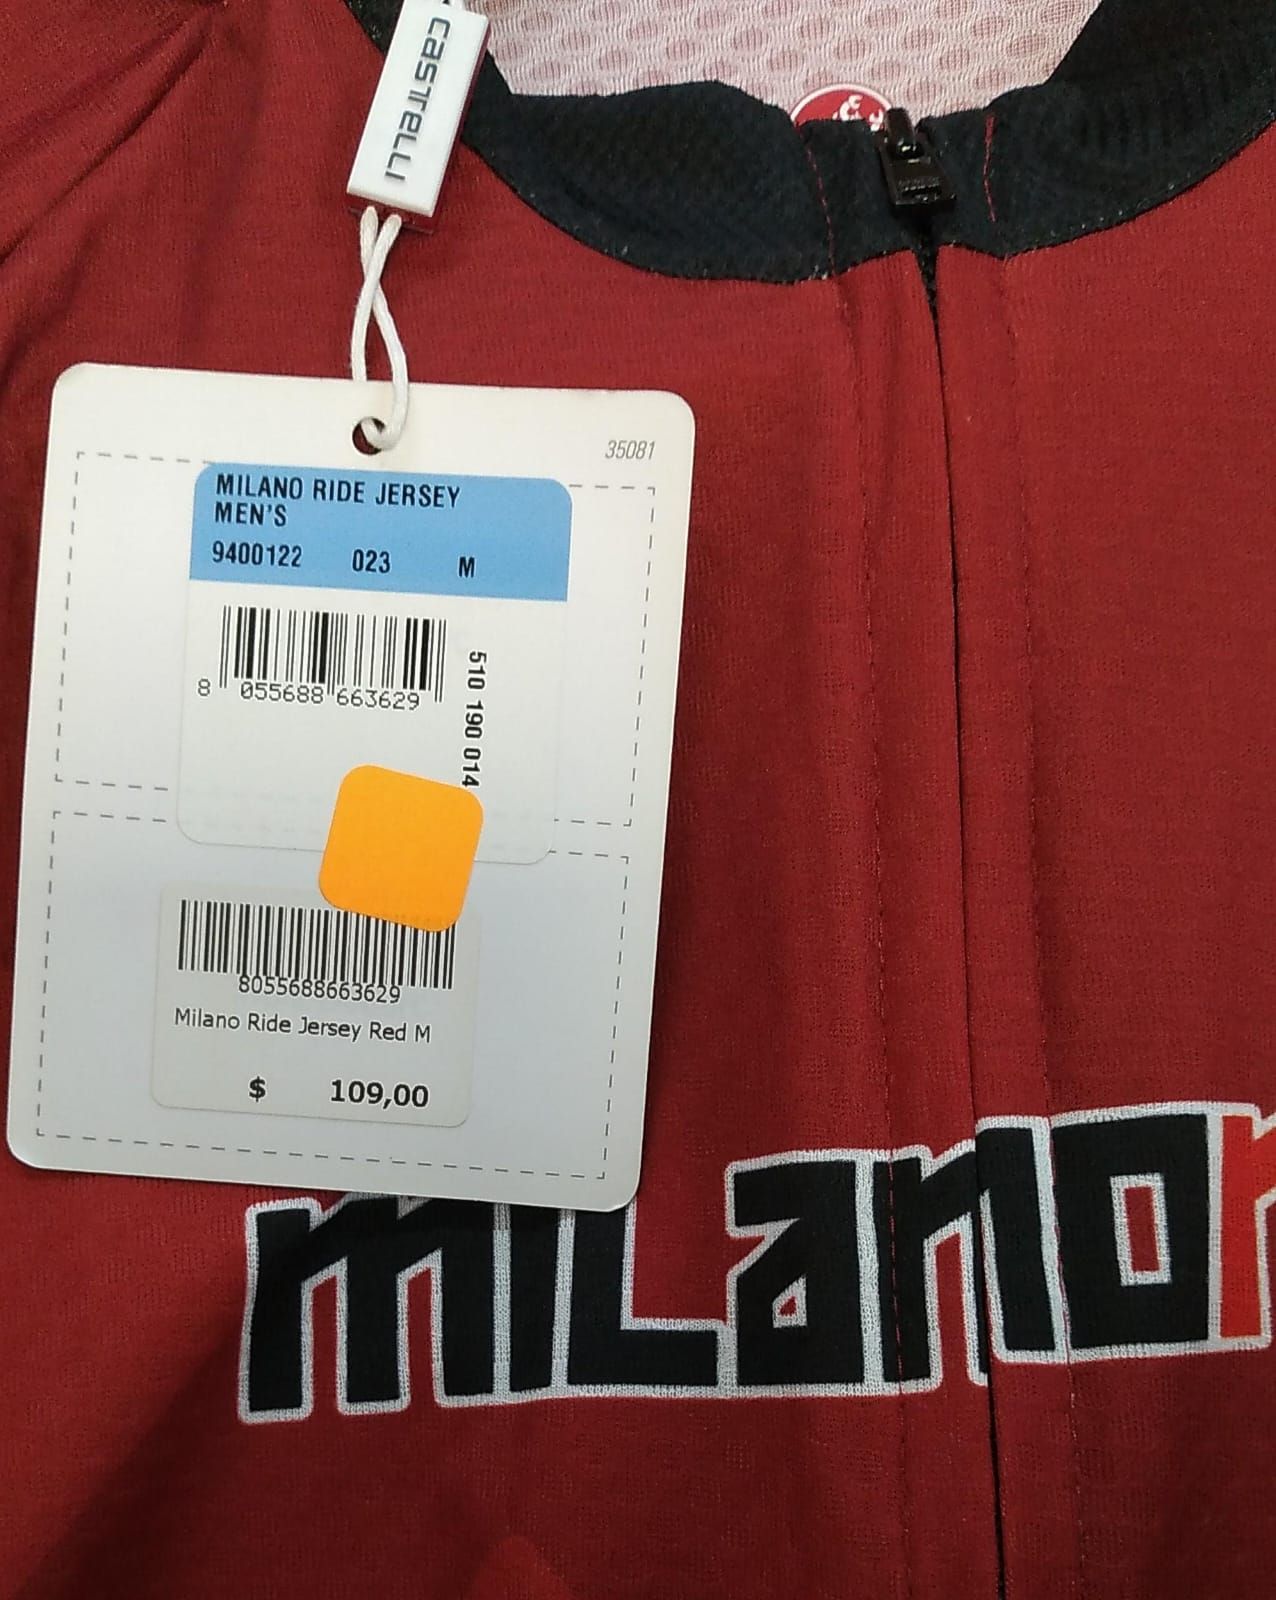 CASTELLI
35081
MILANO RIDE JERSEY
MEN'S
9400122 023 M
8 055688 663629
510 190 014
8055688663629
Milano Ride Jersey Red M
$ 109,00
milano